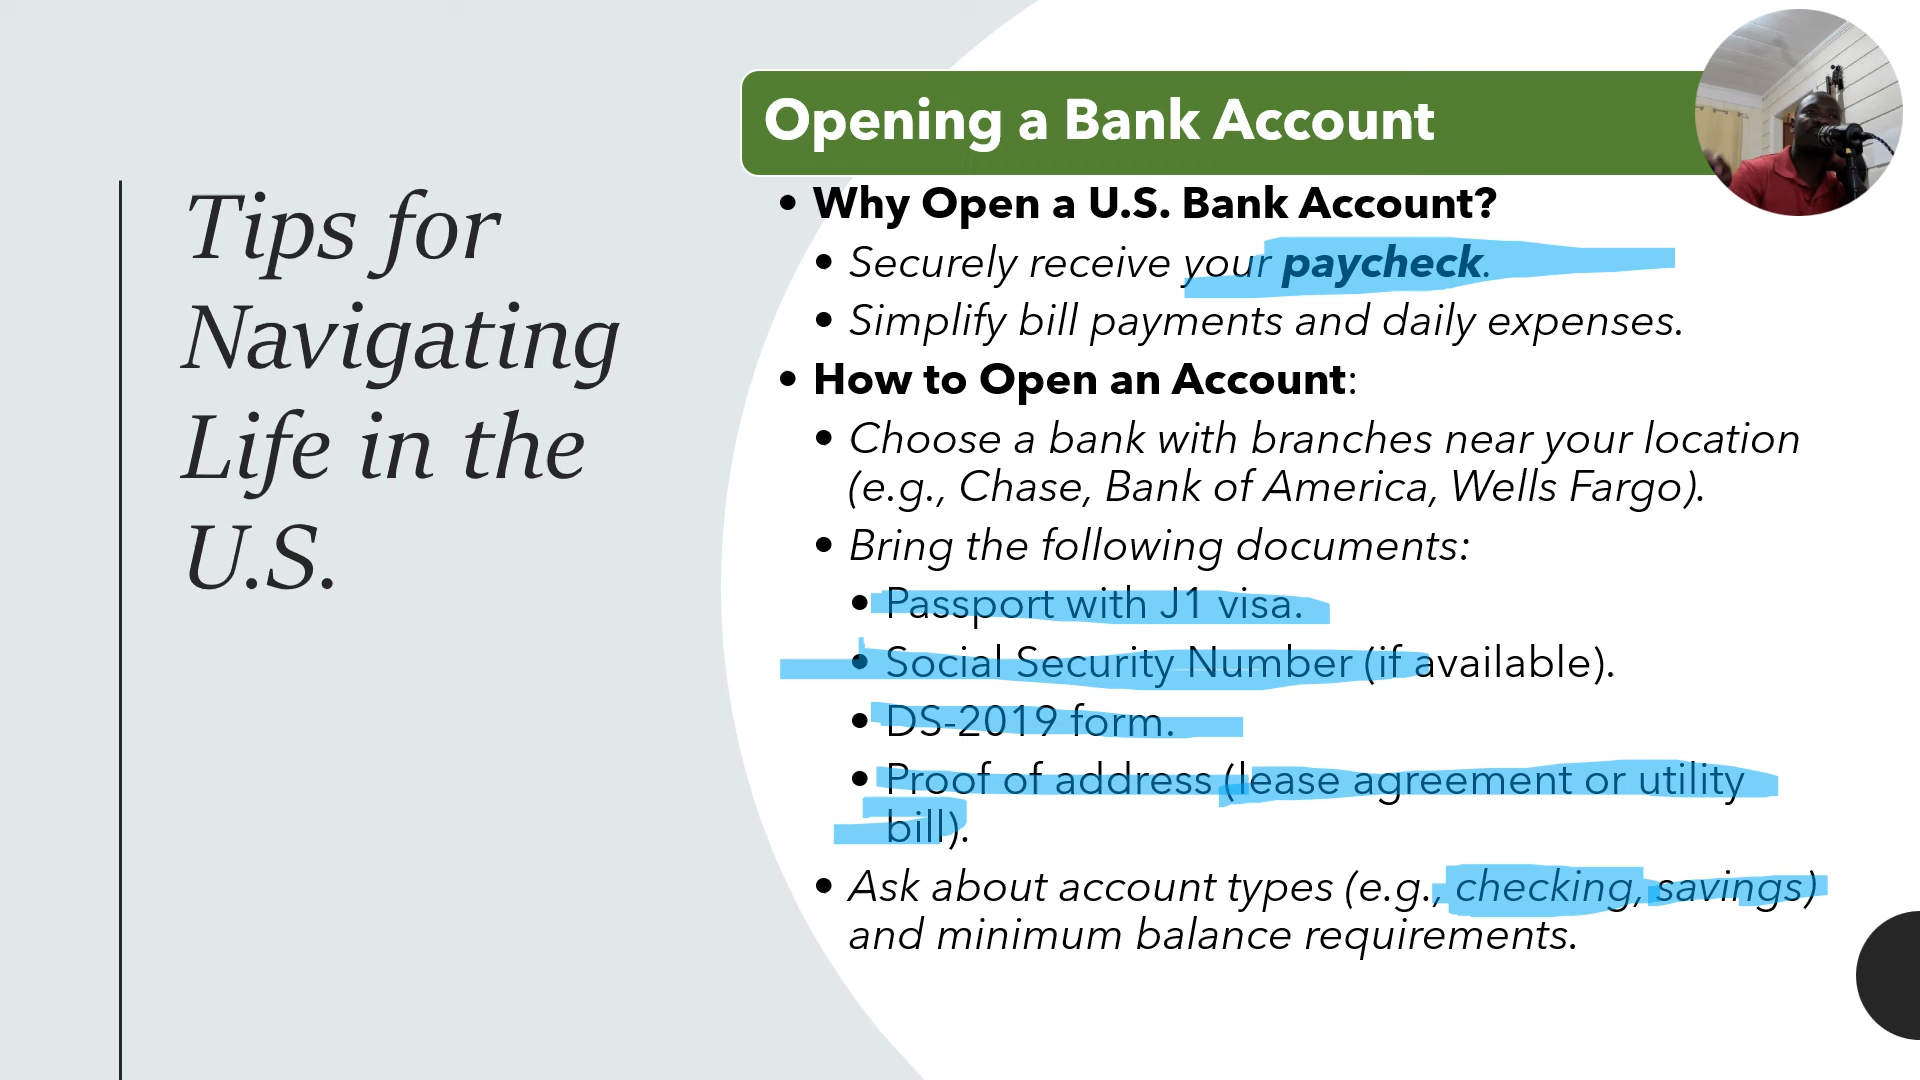 Tips for
Navigating
Life in the
U.S.
Opening a Bank Account
• Why Open a U.S. Bank Account?
• Securely receive your paycheck.
• Simplify bill payments and daily expenses.
• How to Open an Account:
• Choose a bank with branches near your location
(e.g., Chase, Bank of America, Wells Fargo).
• Bring the following documents:
• Passport with J1 visa.
• Social Security Number (if available).
• DS-2019 form.
• Proof of address (lease agreement or utility
bill).
• Ask about account types (e.g., checking, savings)
and minimum balance requirements.